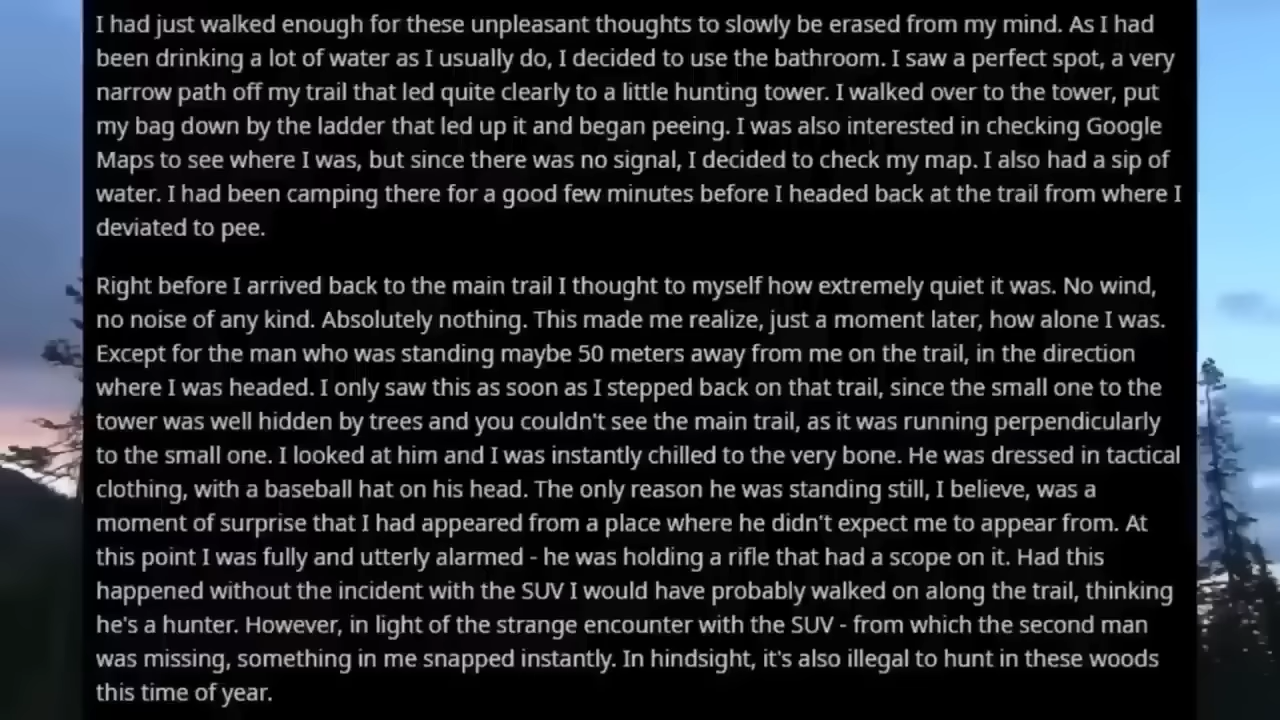 I had just walked enough for these unpleasant thoughts to slowly be erased from my mind. As I had
been drinking a lot of water as I usually do, I decided to use the bathroom. I saw a perfect spot, a very
narrow path off my trail that led quite clearly to a little hunting tower. I walked over to the tower, put
my bag down by the ladder that led up it and began peeing. I was also interested in checking Google
Maps to see where I was, but since there was no signal, I decided to check my map. I also had a sip of
water. I had been camping there for a good few minutes before I headed back at the trail from where I
deviated to pee.
Right before I arrived back to the main trail I thought to myself how extremely quiet it was. No wind,
no noise of any kind. Absolutely nothing. This made me realize, just a moment later, how alone I was.
Except for the man who was standing maybe 50 meters away from me on the trail, in the direction
where I was headed. I only saw this as soon as I stepped back on that trail, since the small one to the
tower was well hidden by trees and you couldn't see the main trail, as it was running perpendicularly
to the small one. I looked at him and I was instantly chilled to the very bone. He was dressed in tactical
clothing, with a baseball hat on his head. The only reason he was standing still, I believe, was a
moment of surprise that I had appeared from a place where he didn't expect me to appear from. At
this point I was fully and utterly alarmed - he was holding a rifle that had a scope on it. Had this
happened without the incident with the SUV I would have probably walked on along the trail, thinking
he's a hunter. However, in light of the strange encounter with the SUV - from which the second man
was missing, something in me snapped instantly. In hindsight, it's also illegal to hunt in these woods
this time of year.